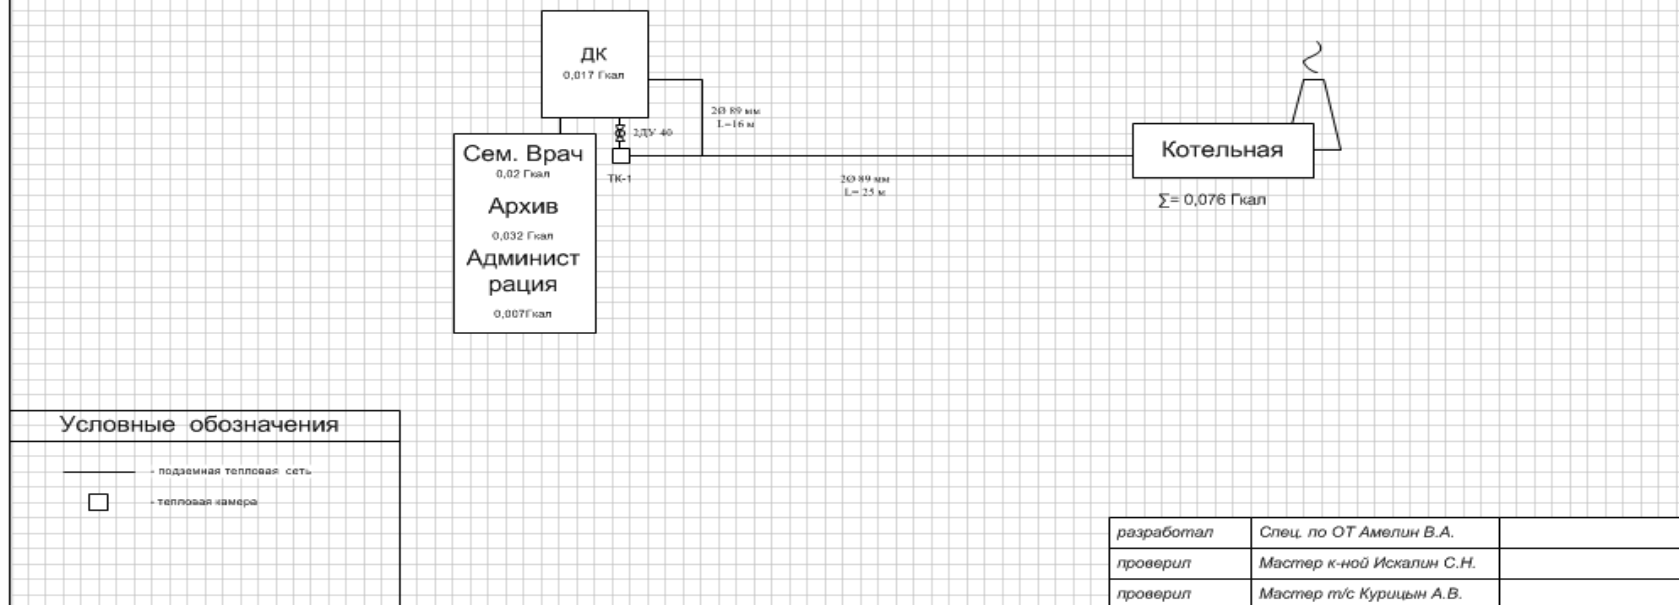 ДК
0,017 Гкал
2Ø 89 мм
L=16 м
2ДУ 40
Сем. Врач
0,02 Гкал
ТК-1
Архив
0,032 Гкал
Админист
рация
0,007Гкал
2Ø 89 мм
L= 25 м
Котельная
∑= 0,076 Гкал
Условные обозначения
- подземная тепловая сеть
- тепловая камера
разработал Спец. по ОТ Амелин В.А.
проверил Мастер к-ной Искалин С.Н.
проверил Мастер т/с Курицын А.В.